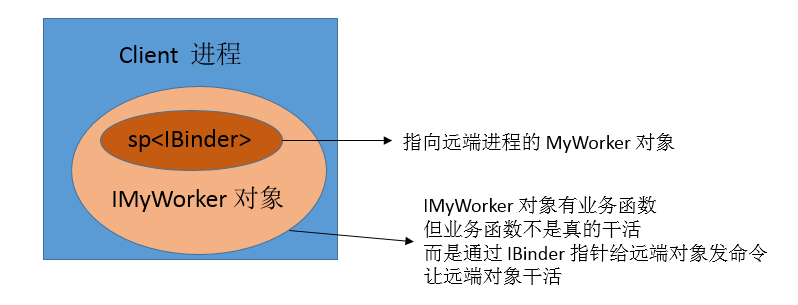 Client 进程
sp<IBinder>
指向远端进程的 MyWorker 对象
IMyWorker 对象
IMyWorker 对象有业务函数
但业务函数不是真的干活
而是通过 IBinder 指针给远端对象发命令
让远端对象干活